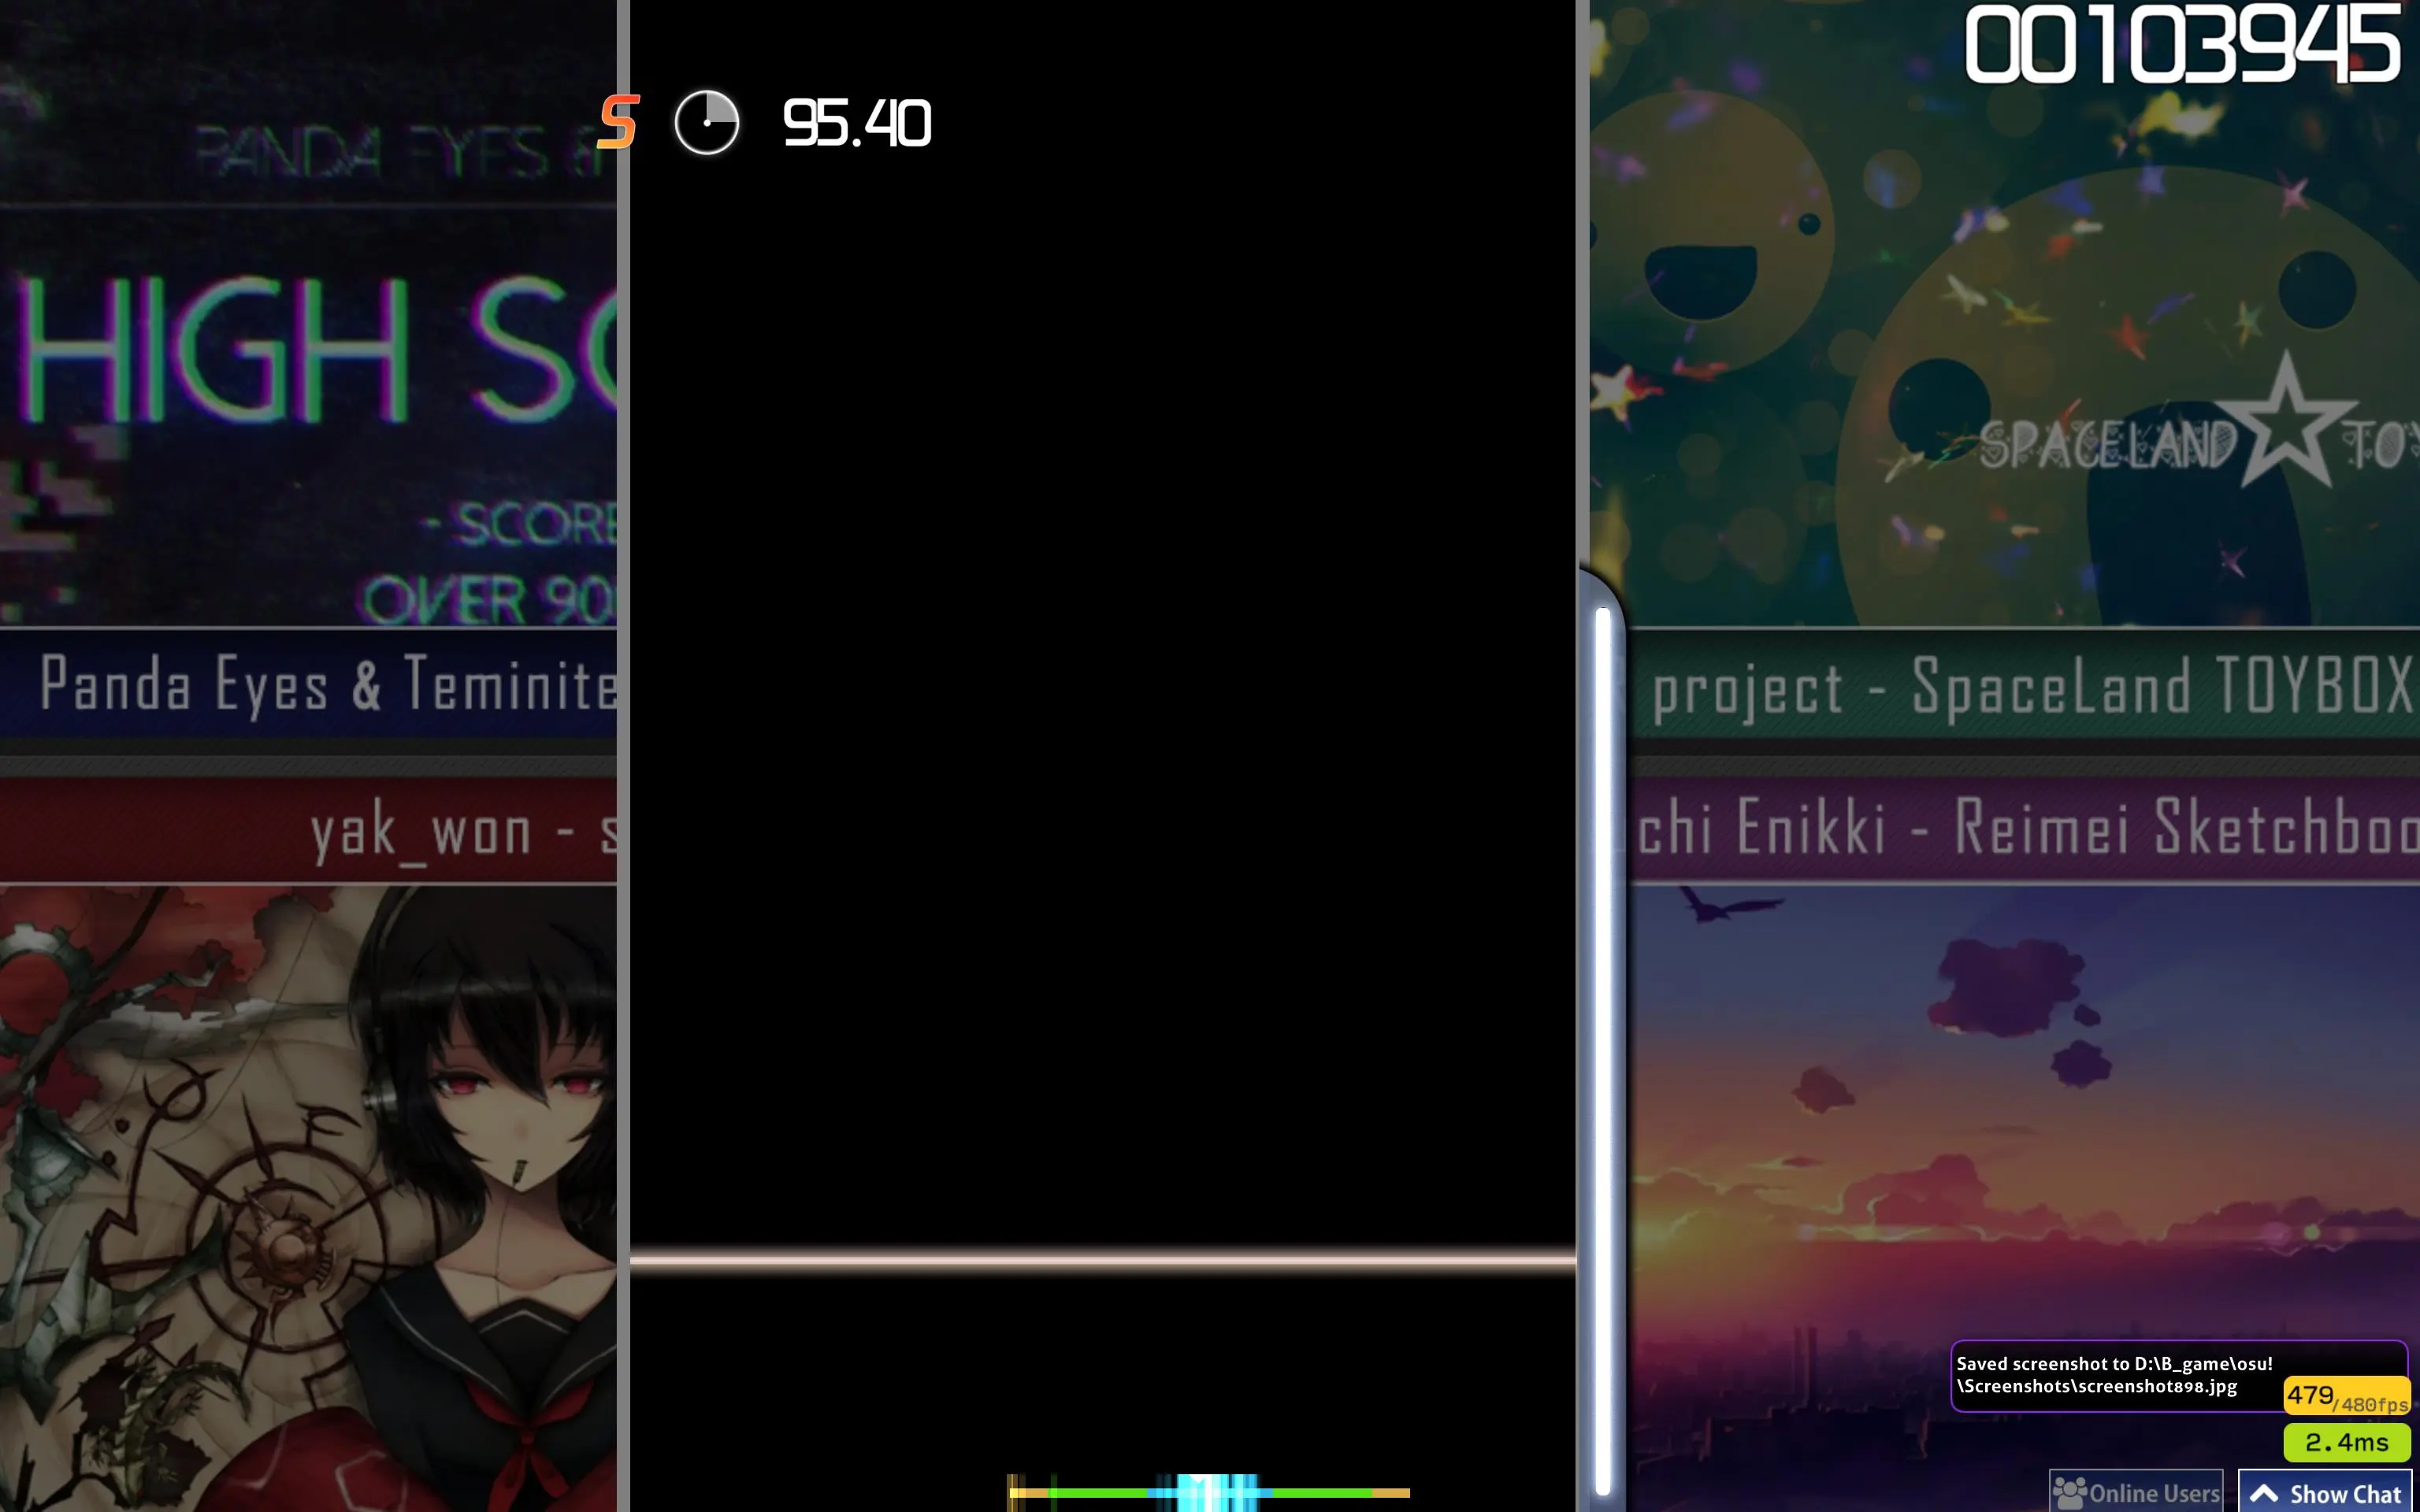 00103945
S
95.40
PANDA EYES &
HIGH SC
- SCORE
OVER 90
SPACELAND TOY
Panda Eyes & Teminite
project - SpaceLand TOYBOX
yak_won - s
chi Enikki - Reimei Sketchboo
Saved screenshot to D:\B_game\osu!
\Screenshots\screenshot898.jpg
479/480fps
2.4ms
Online Users
Show Chat